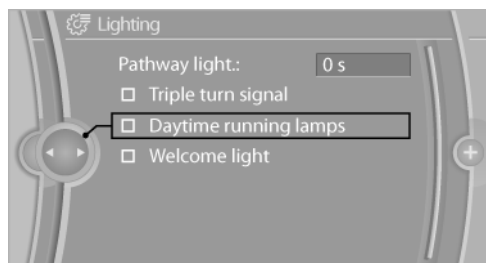 Lighting
Pathway light.: 0 s
Triple turn signal
Daytime running lamps
Welcome light